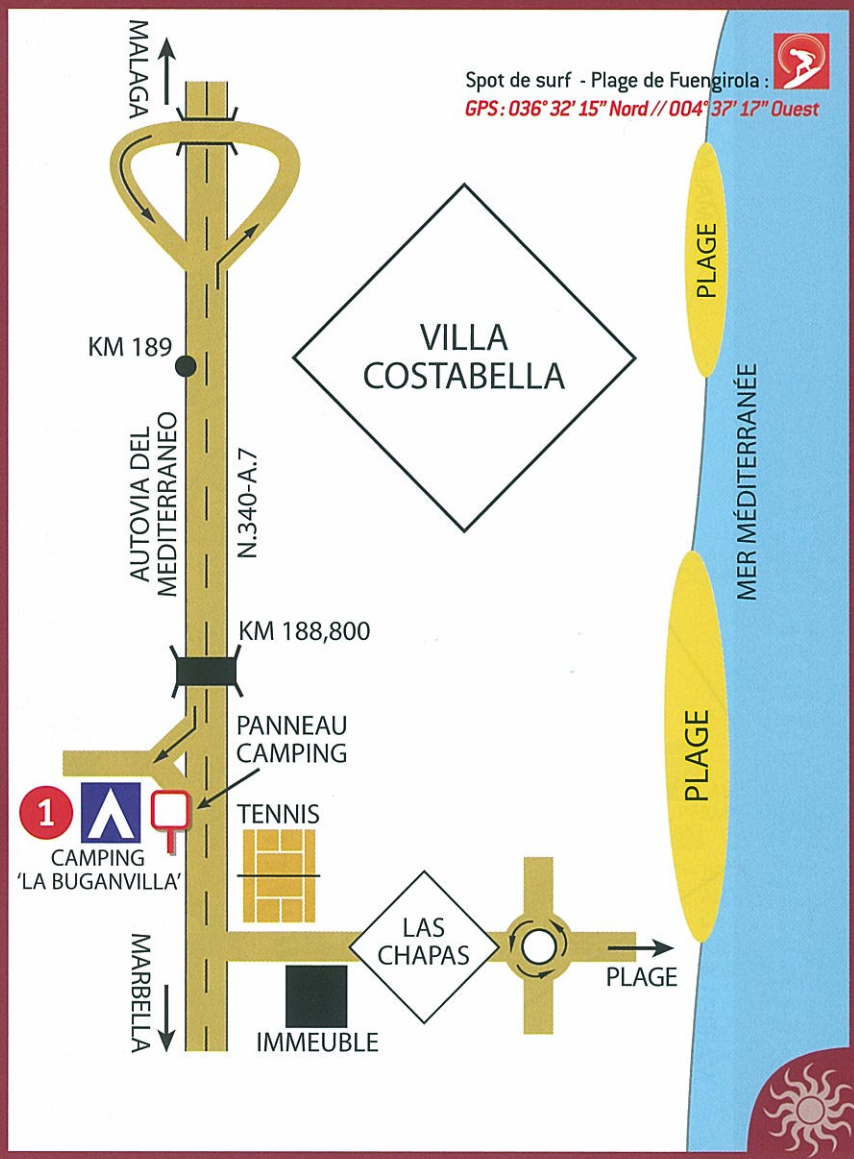 MALAGA
Spot de surf - Plage de Fuengirola :
GPS : 036° 32' 15" Nord // 004° 37' 17" Ouest
PLAGE
VILLA
COSTABELLA
KM 189
AUTOVIA DEL
MEDITERRANEO
N.340-A.7
MER MÉDITERRANÉE
KM 188,800
PANNEAU
CAMPING
PLAGE
1
CAMPING
'LA BUGANVILLA'
TENNIS
LAS
CHAPAS
PLAGE
MARBELLA
IMMEUBLE